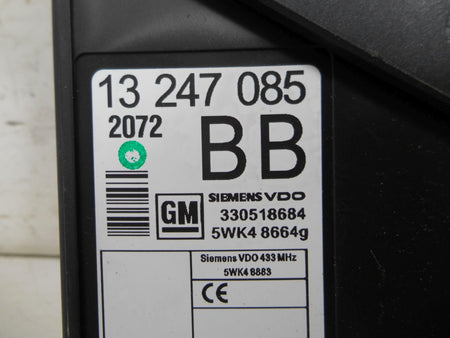 13 247 085
2072
BB
GM
SIEMENS VDO
330518684
5WK4 8664g
Siemens VDO 433 MHz
5WK4 8883
CE